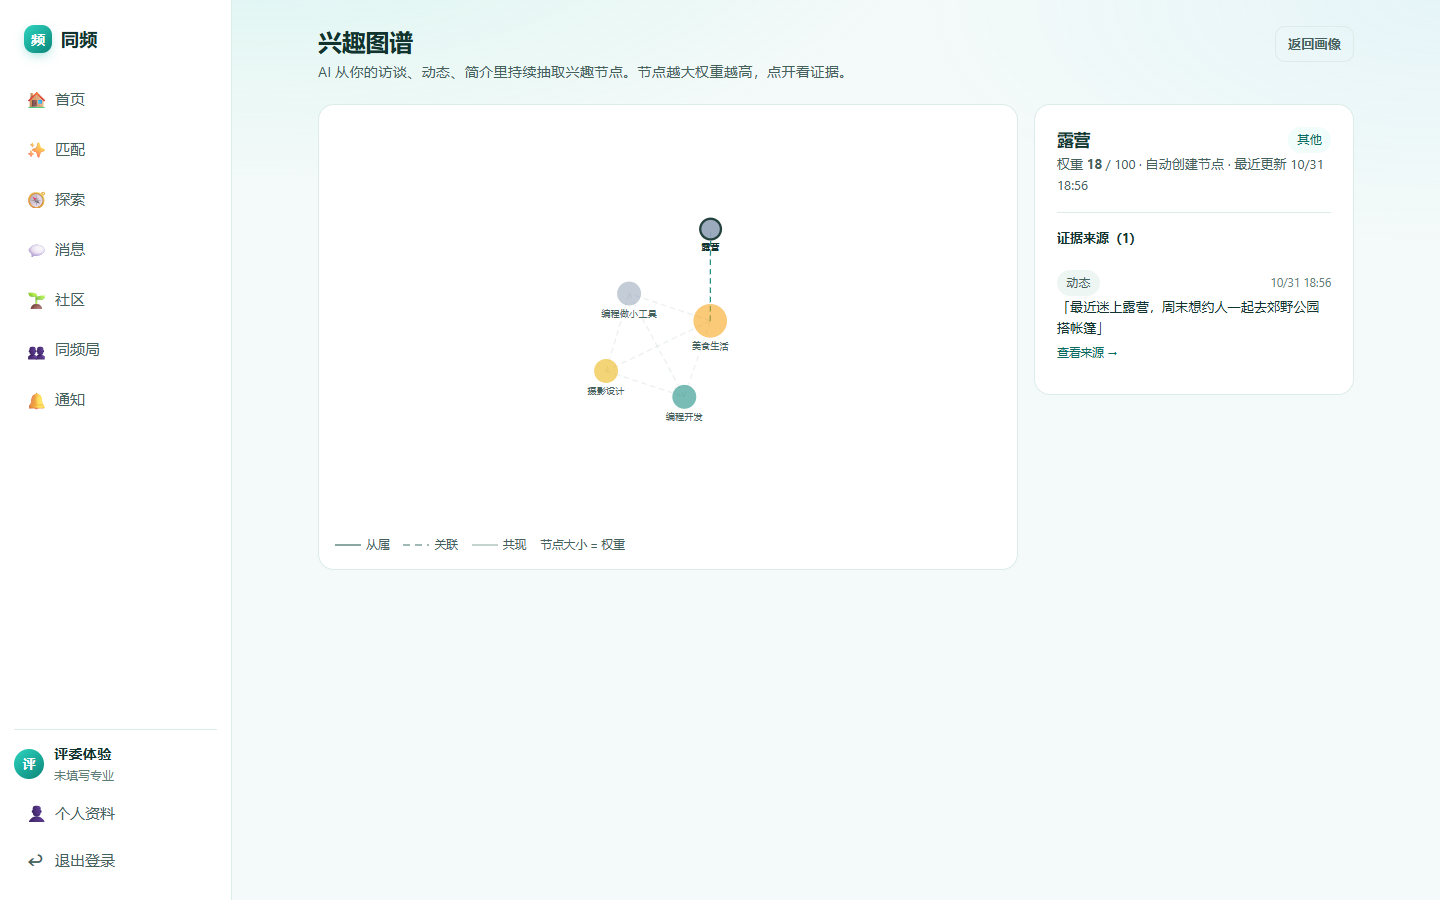 频 同频
首页
匹配
探索
消息
社区
同频局
通知
评 评委体验
未填写专业
个人资料
退出登录
兴趣图谱
AI 从你的访谈、动态、简介里持续抽取兴趣节点。节点越大权重越高，点开看证据。
返回画像
露营
编程做小工具
美食生活
摄影设计
编程开发
从属 关联 共现 节点大小 = 权重
露营 其他
权重 18 / 100 · 自动创建节点 · 最近更新 10/31
18:56
证据来源（1）
动态 10/31 18:56
「最近迷上露营，周末想约人一起去郊野公园
搭帐篷」
查看来源 →